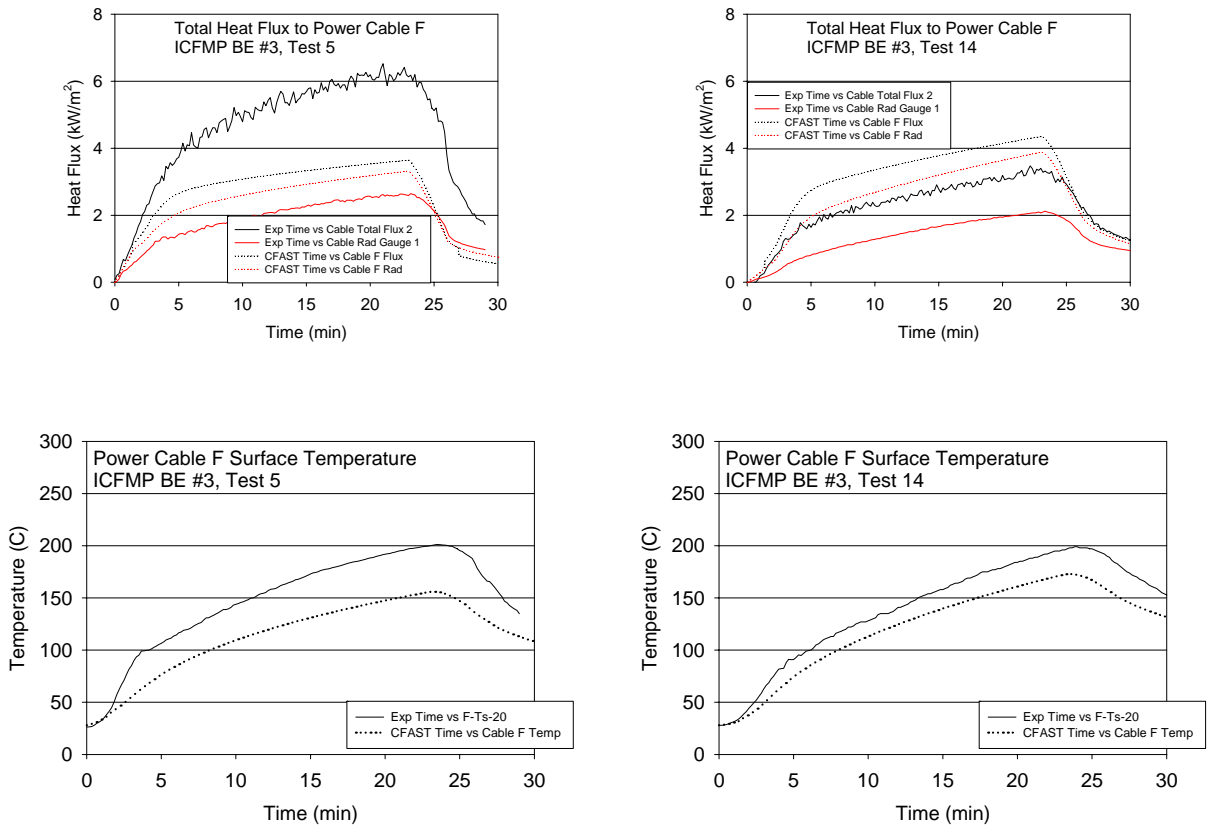 Total Heat Flux to Power Cable F
ICFMP BE #3, Test 5
Heat Flux (kW/m²)
8
6
4
2
0
Exp Time vs Cable Total Flux 2
Exp Time vs Cable Rad Gauge 1
CFAST Time vs Cable F Flux
CFAST Time vs Cable F Rad
0 5 10 15 20 25 30
Time (min)
Total Heat Flux to Power Cable F
ICFMP BE #3, Test 14
Heat Flux (kW/m²)
8
6
4
2
0
Exp Time vs Cable Total Flux 2
Exp Time vs Cable Rad Gauge 1
CFAST Time vs Cable F Flux
CFAST Time vs Cable F Rad
0 5 10 15 20 25 30
Time (min)
Power Cable F Surface Temperature
ICFMP BE #3, Test 5
Temperature (C)
300
250
200
150
100
50
0
Exp Time vs F-Ts-20
CFAST Time vs Cable F Temp
0 5 10 15 20 25 30
Time (min)
Power Cable F Surface Temperature
ICFMP BE #3, Test 14
Temperature (C)
300
250
200
150
100
50
0
Exp Time vs F-Ts-20
CFAST Time vs Cable F Temp
0 5 10 15 20 25 30
Time (min)